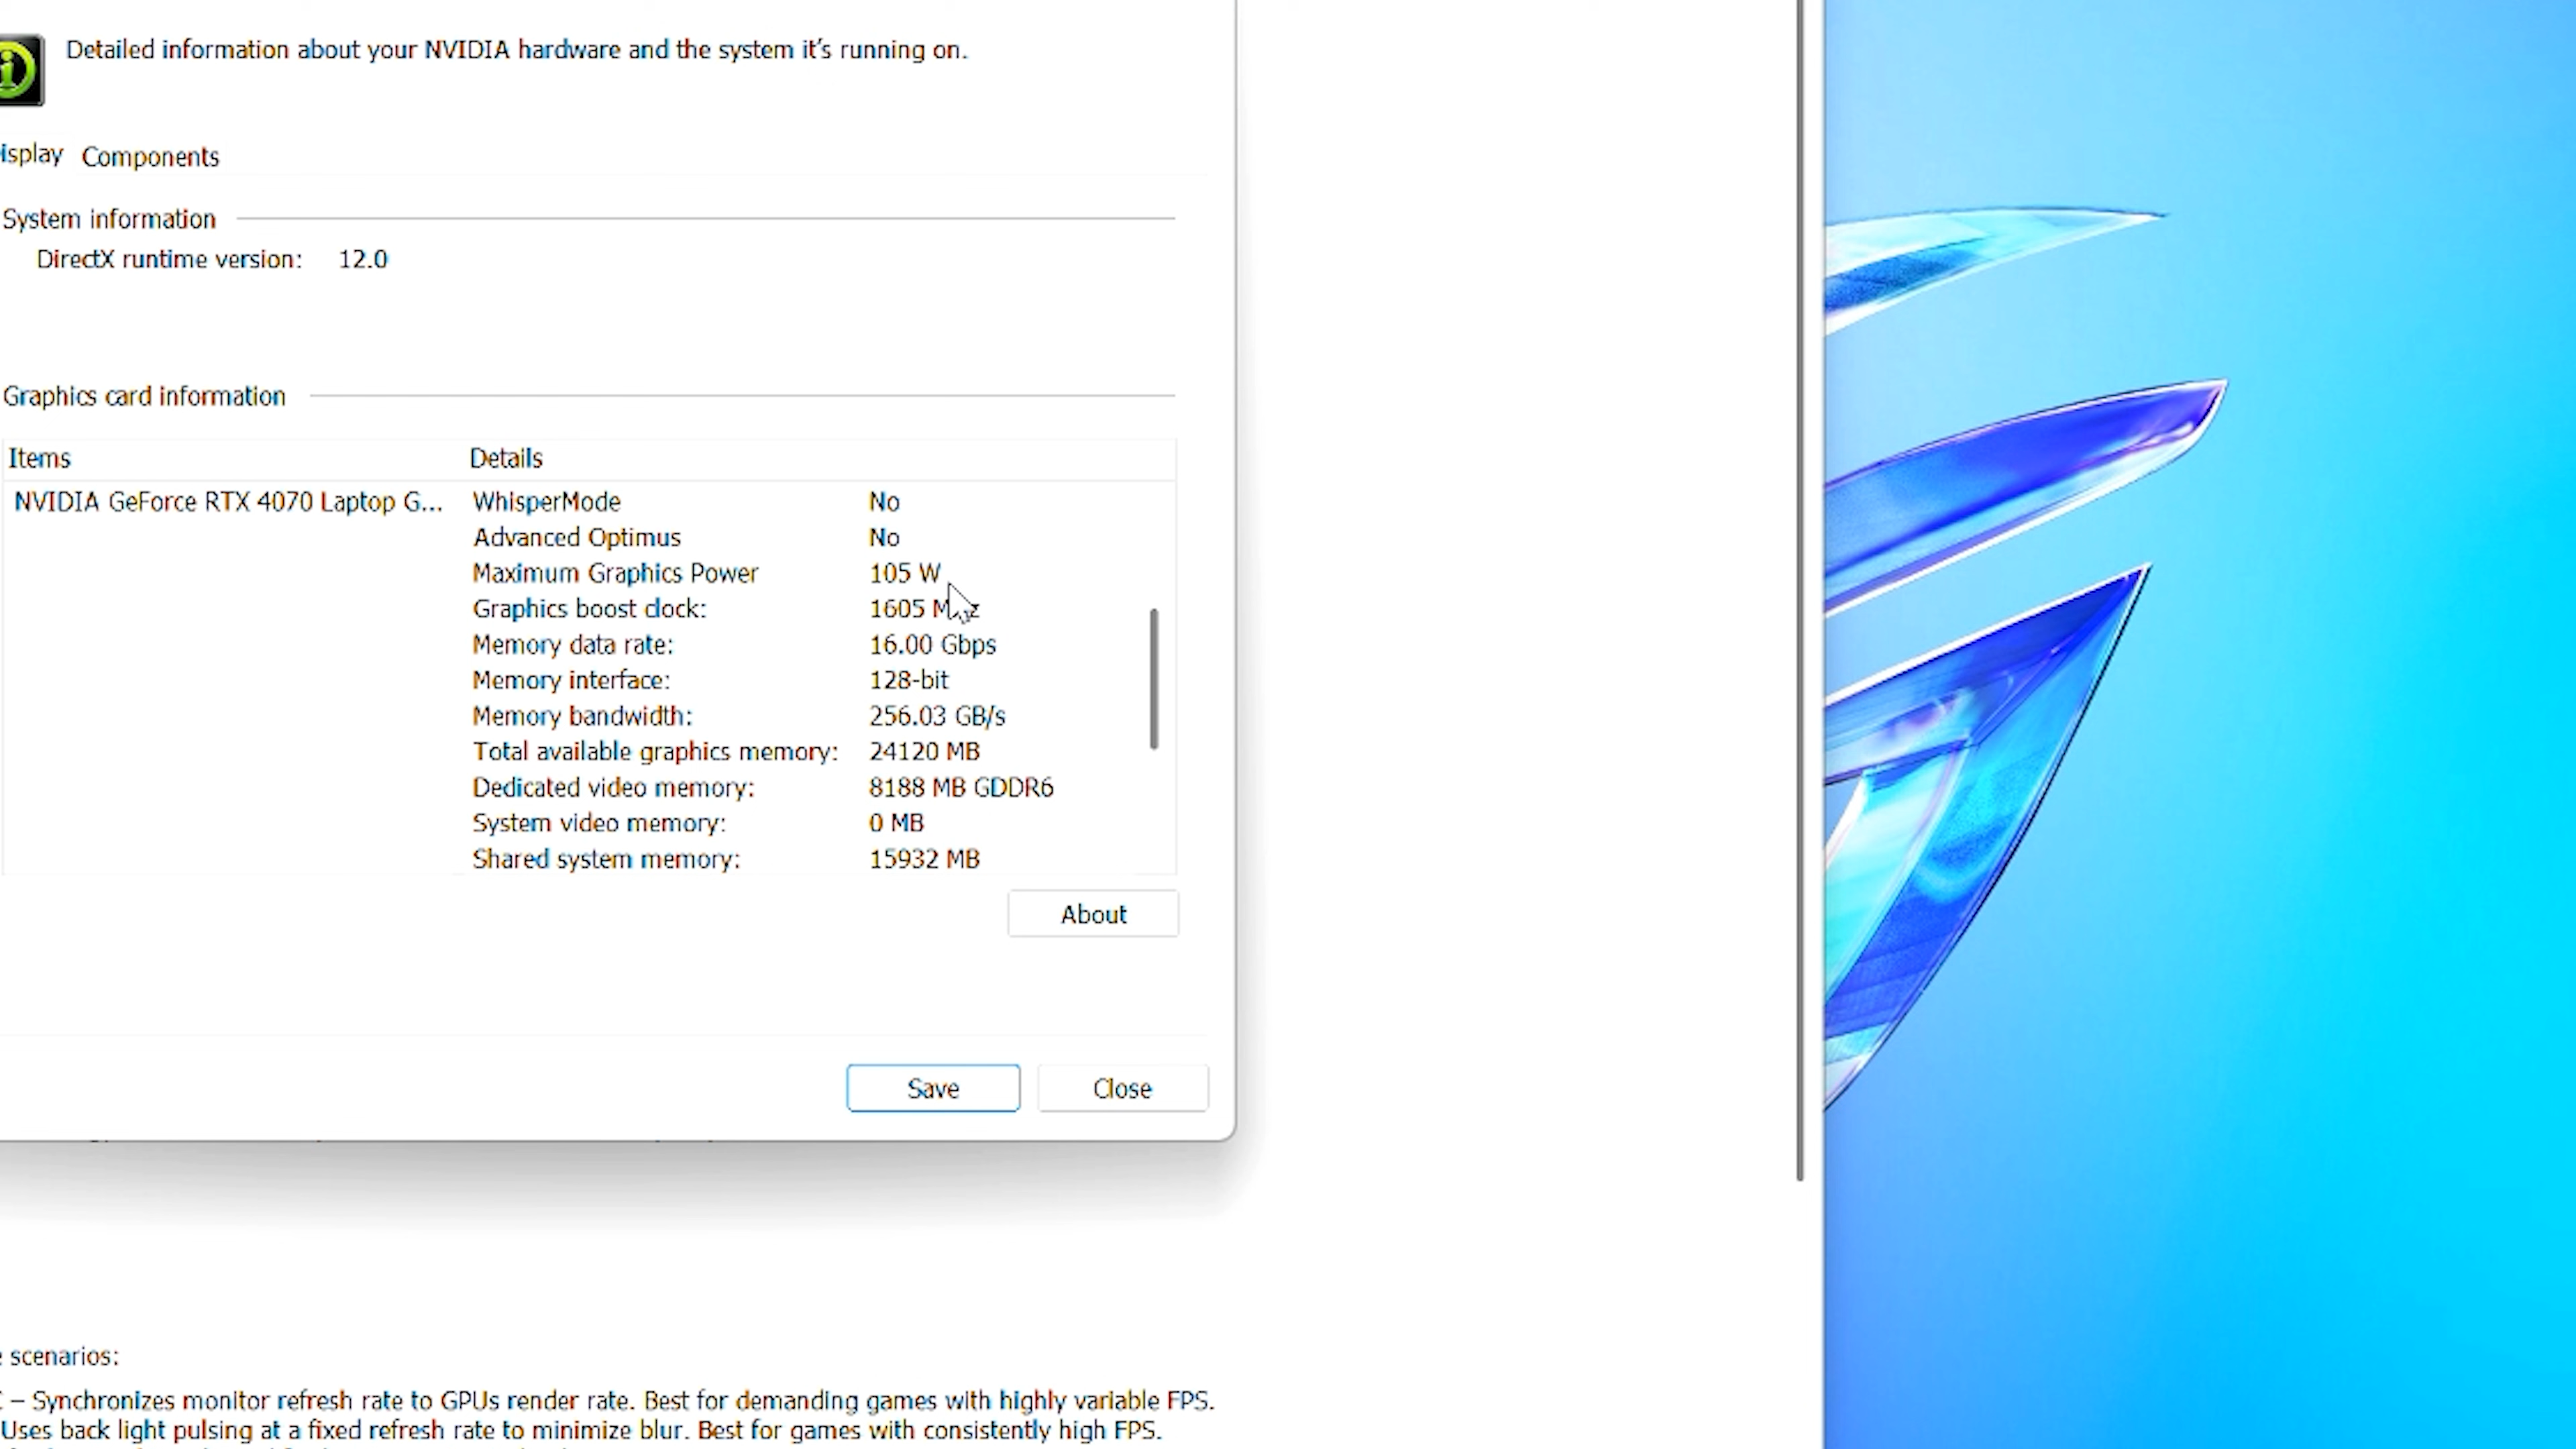 Detailed information about your NVIDIA hardware and the system it's running on.
isplay Components
System information
DirectX runtime version: 12.0
Graphics card information
Items Details
NVIDIA GeForce RTX 4070 Laptop G... WhisperMode No
Advanced Optimus No
Maximum Graphics Power 105 W
Graphics boost clock: 1605
Memory data rate: 16.00 Gbps
Memory interface: 128-bit
Memory bandwidth: 256.03 GB/s
Total available graphics memory: 24120 MB
Dedicated video memory: 8188 MB GDDR6
System video memory: 0 MB
Shared system memory: 15932 MB
About
Save Close
scenarios:
– Synchronizes monitor refresh rate to GPUs render rate. Best for demanding games with highly variable FPS.
Uses back light pulsing at a fixed refresh rate to minimize blur. Best for games with consistently high FPS.